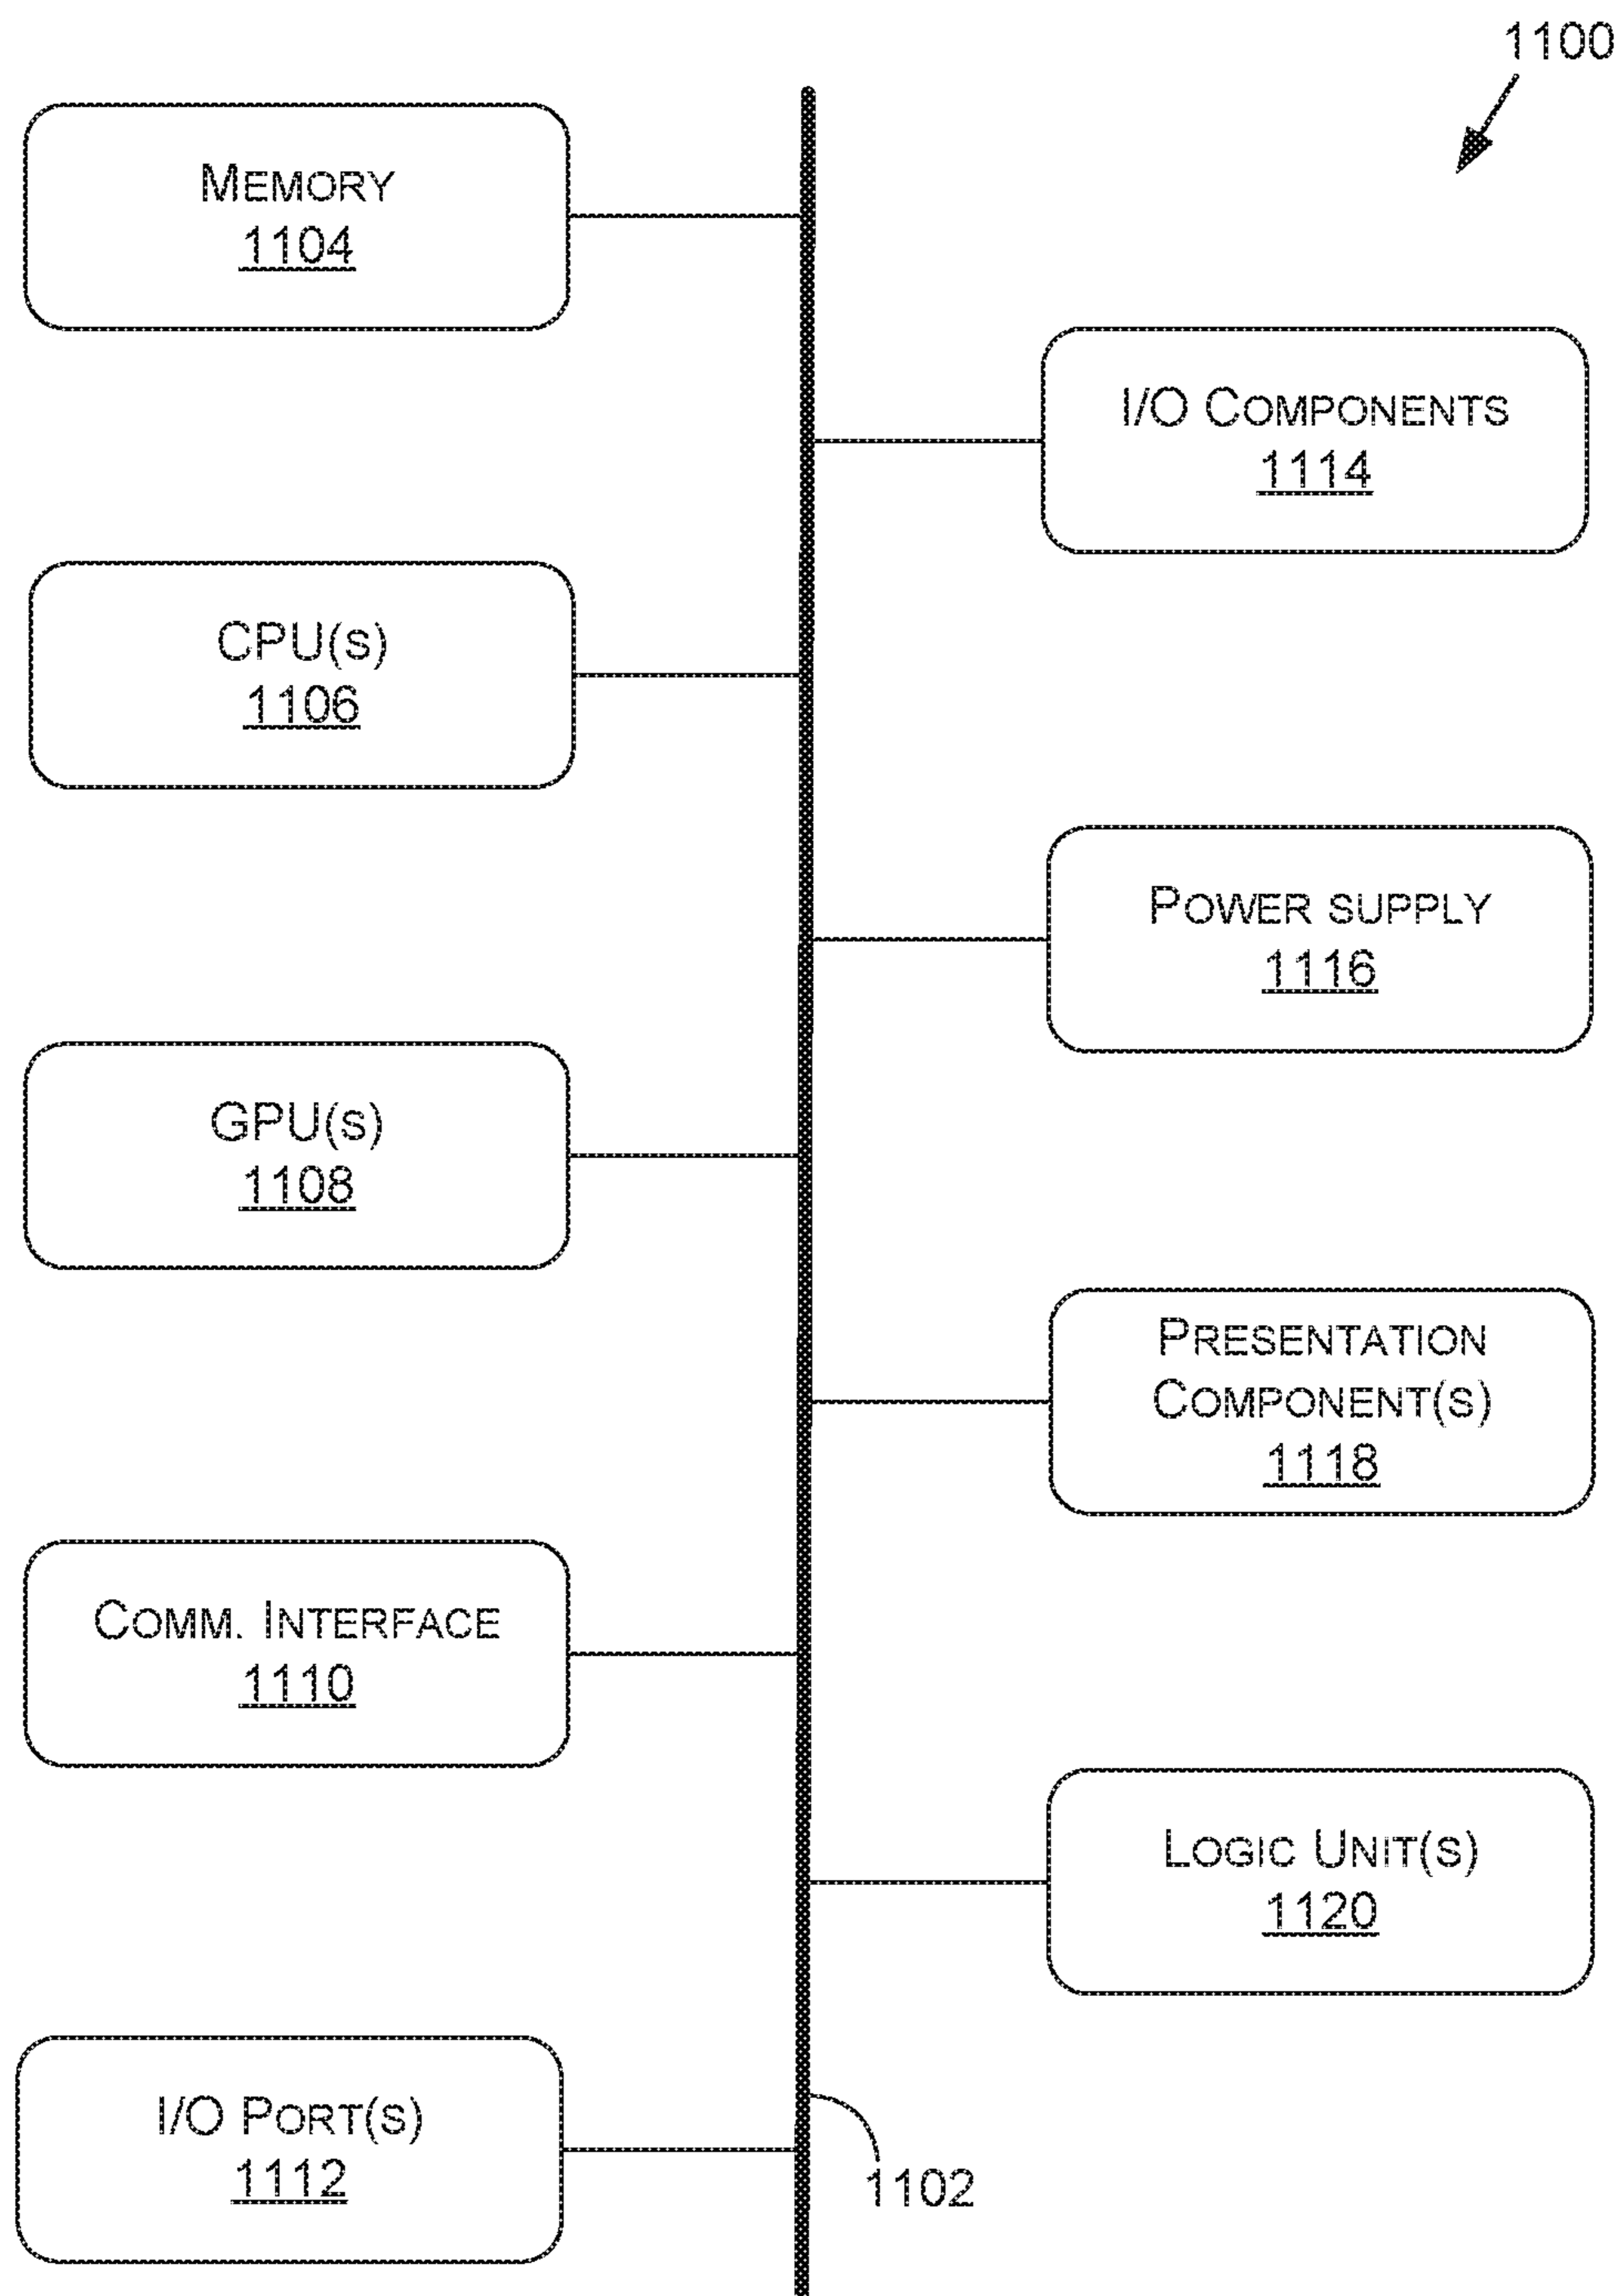 1100
MEMORY
1104
I/O COMPONENTS
1114
CPU(S)
1106
POWER SUPPLY
1116
GPU(S)
1108
PRESENTATION
COMPONENT(S)
1118
COMM. INTERFACE
1110
LOGIC UNIT(S)
1120
I/O PORT(S)
1112
1102